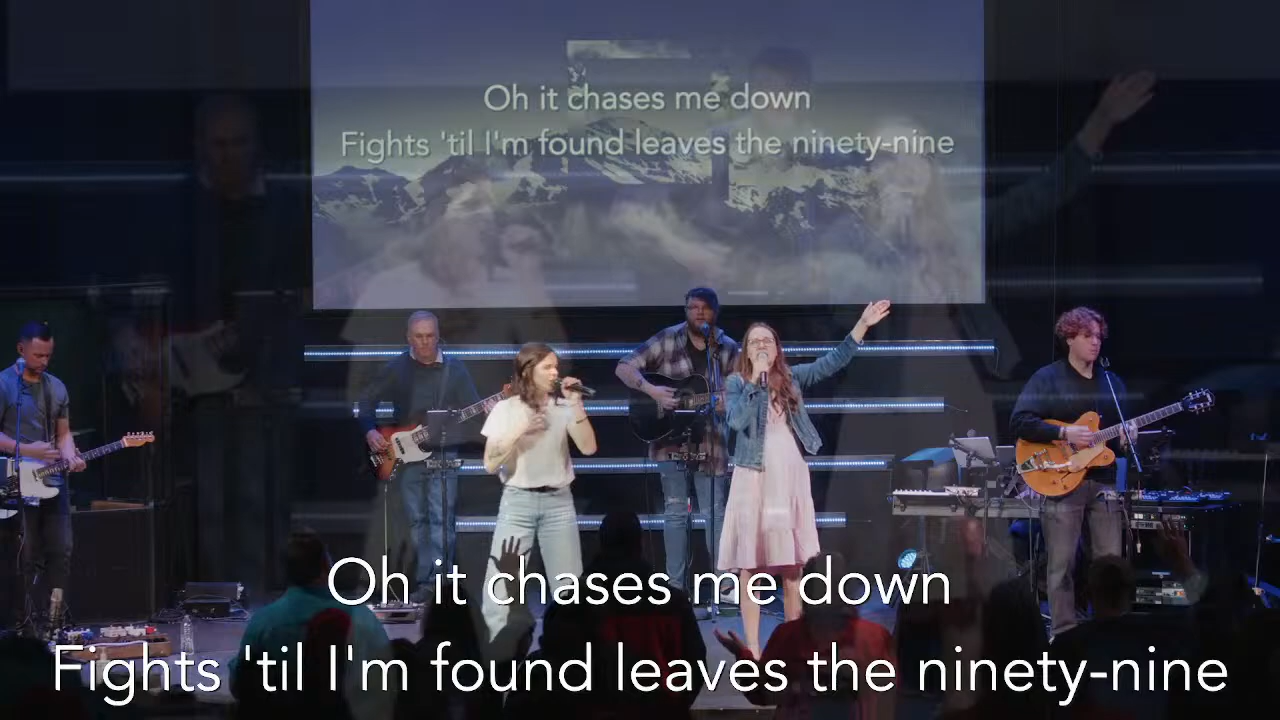 Oh it chases me down
Fights 'til I'm found leaves the ninety-nine
Oh it chases me down
Fights 'til I'm found leaves the ninety-nine